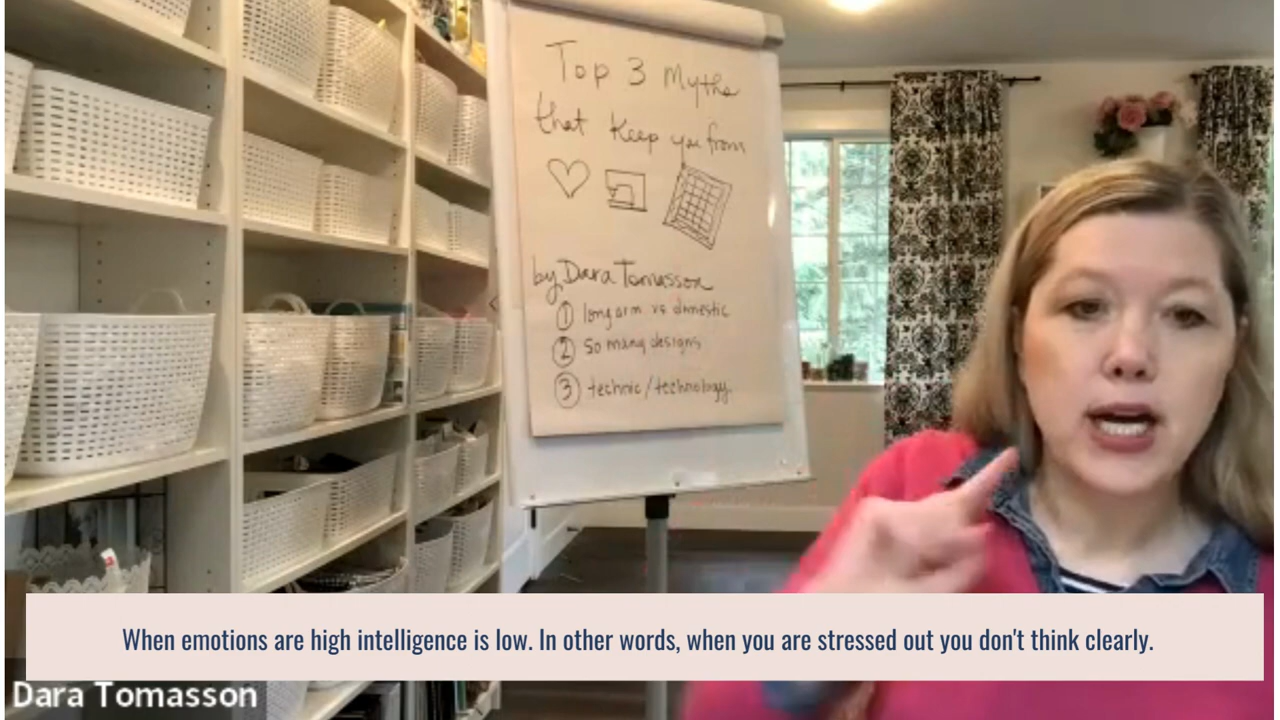 Top 3 Myths
that keep you from
by Dara Tomasson
1 longarm vs domestic
2 so many designs
3 technic/technology
When emotions are high intelligence is low. In other words, when you are stressed out you don't think clearly.
Dara Tomasson